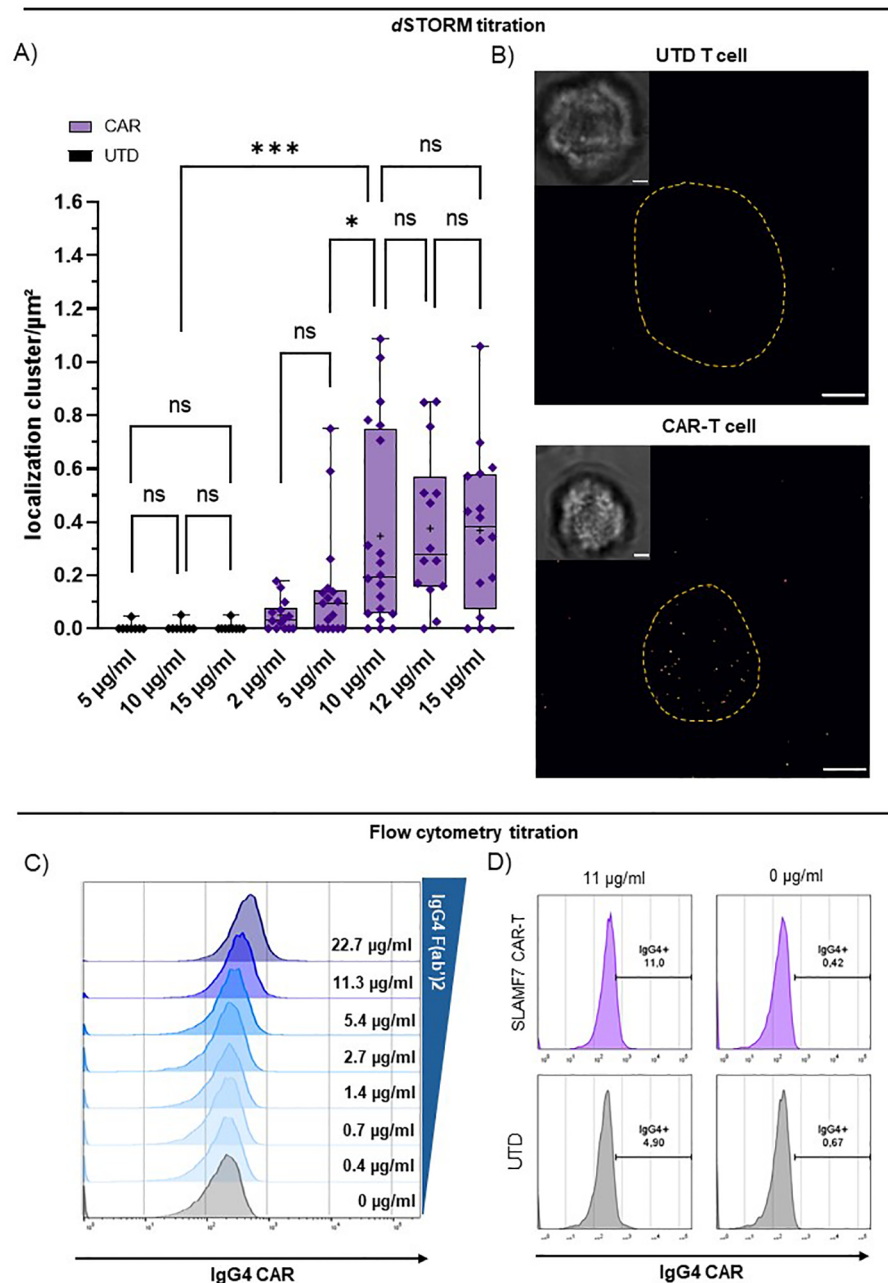 dSTORM titration
A)
CAR
UTD
***
ns
*
ns
ns
ns
ns
ns
ns
localization cluster/µm²
1.6
1.4
1.2
1.0
0.8
0.6
0.4
0.2
0.0
5 µg/ml
10 µg/ml
15 µg/ml
2 µg/ml
5 µg/ml
10 µg/ml
12 µg/ml
15 µg/ml
B)
UTD T cell
CAR-T cell
Flow cytometry titration
C)
22.7 µg/ml
11.3 µg/ml
5.4 µg/ml
2.7 µg/ml
1.4 µg/ml
0.7 µg/ml
0.4 µg/ml
0 µg/ml
IgG4 F(ab')2
IgG4 CAR
D)
11 µg/ml
0 µg/ml
SLAMF7 CAR-T
IgG4+
11,0
IgG4+
0,42
UTD
IgG4+
4,90
IgG4+
0,67
IgG4 CAR